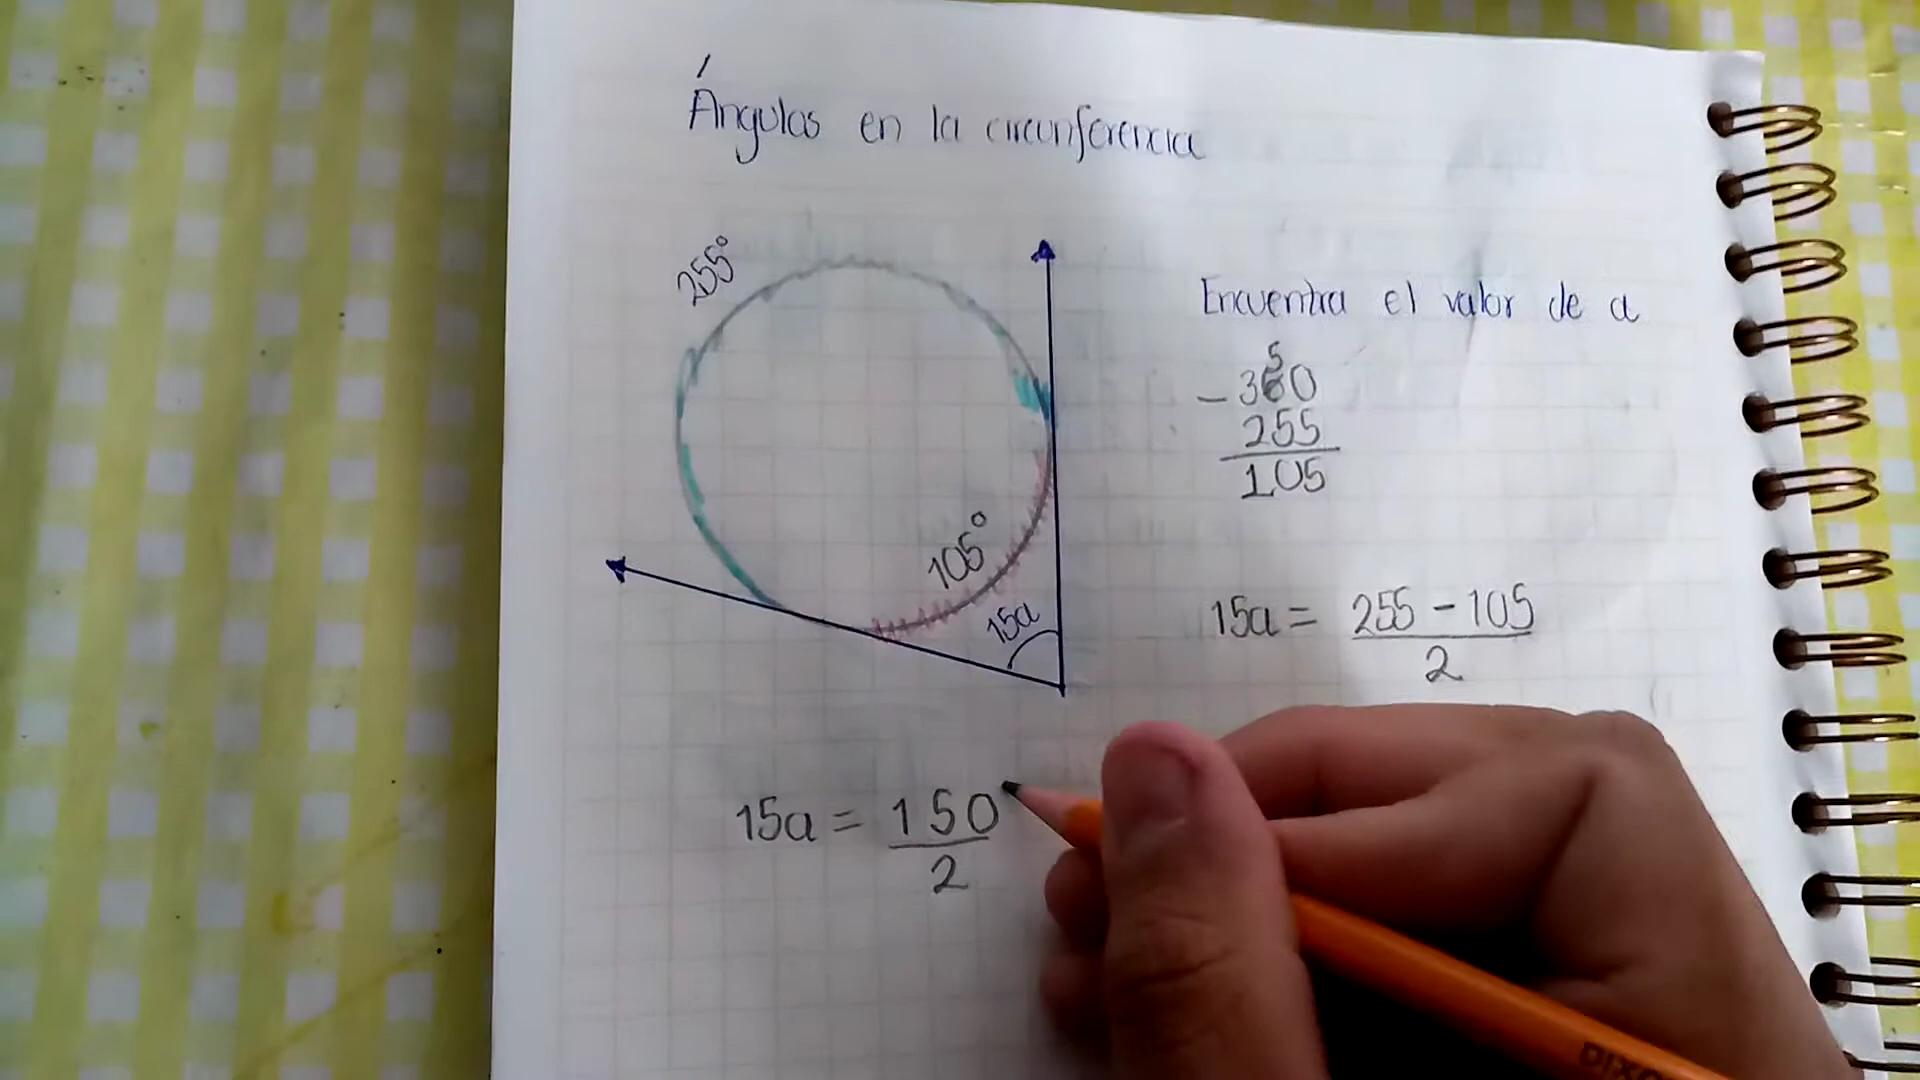 Ángulos en la circunferencia
255°
Encuentra el valor de a
5
- 360
255
105
105°
15a
15a = 255 - 105
2
15a = 150
2
DIXO